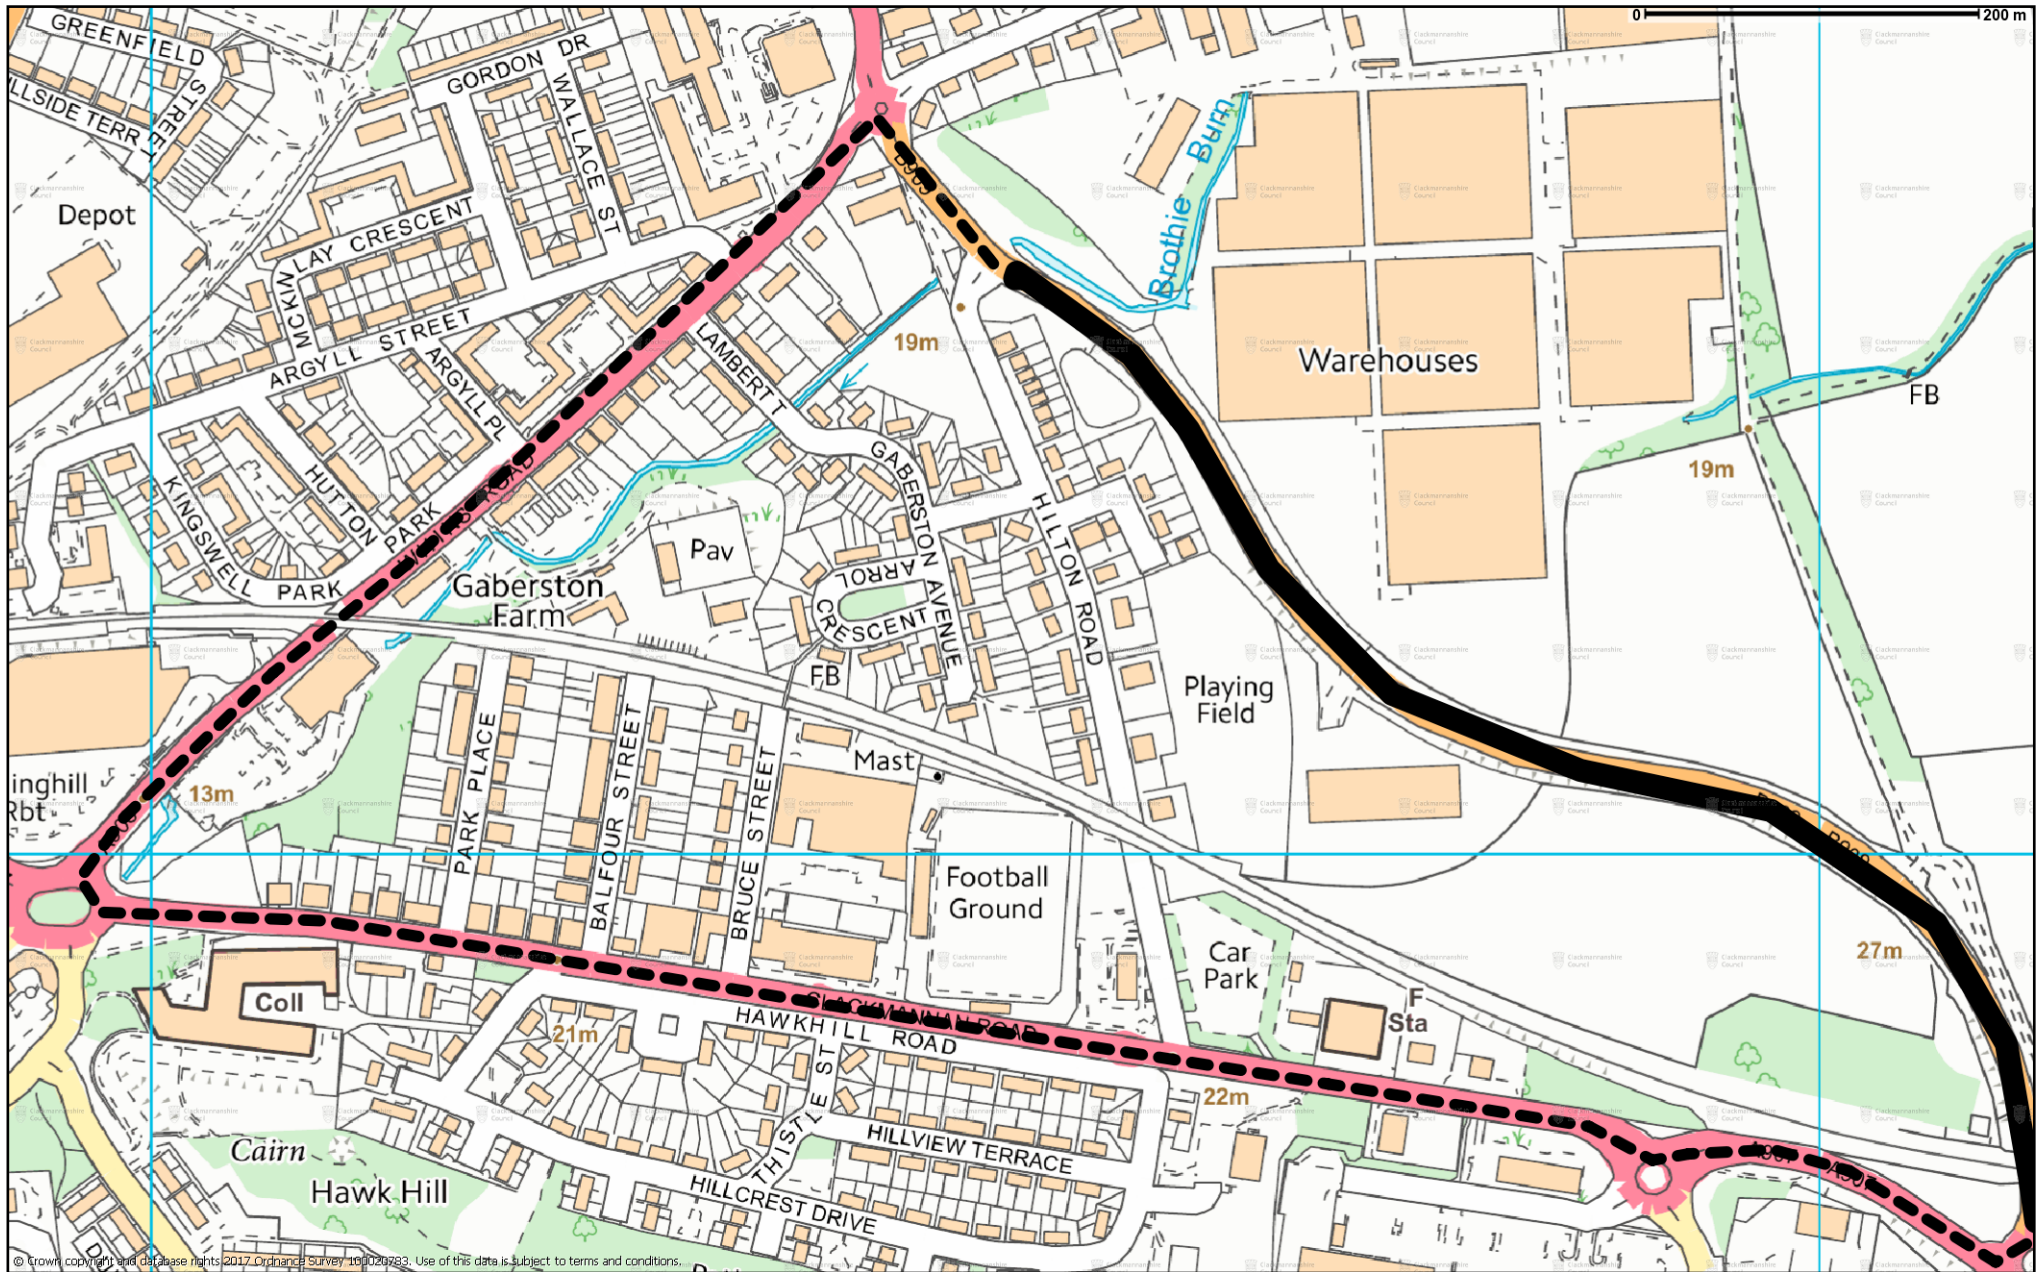 0
200 m
GREENFIELD
STREET
LLSIDE TERR
GORDON DR
WALLACE ST
Depot
MCKWLAY CRESCENT
ARGYLL STREET
ARGYLL PL
LAMBERT T
Brothie Burn
19m
Warehouses
FB
19m
KINGSWELL PARK
HUTTON
PARK
ROAD
GABERSTON AVENUE
HILTON ROAD
Pav
ARROL
CRESCENT
Gaberston
Farm
FB
Playing
Field
Mast
inghill
Rbt
13m
PARK PLACE
BALFOUR STREET
BRUCE STREET
Football
Ground
Car
Park
27m
Coll
21m
CLACKMANNAN ROAD
HAWKHILL ROAD
F
Sta
22m
THISTLE ST
HILLVIEW TERRACE
Cairn
Hawk Hill
HILLCREST DRIVE
A907
A907
© Crown copyright and database rights 2017 Ordnance Survey 100020783. Use of this data is subject to terms and conditions.